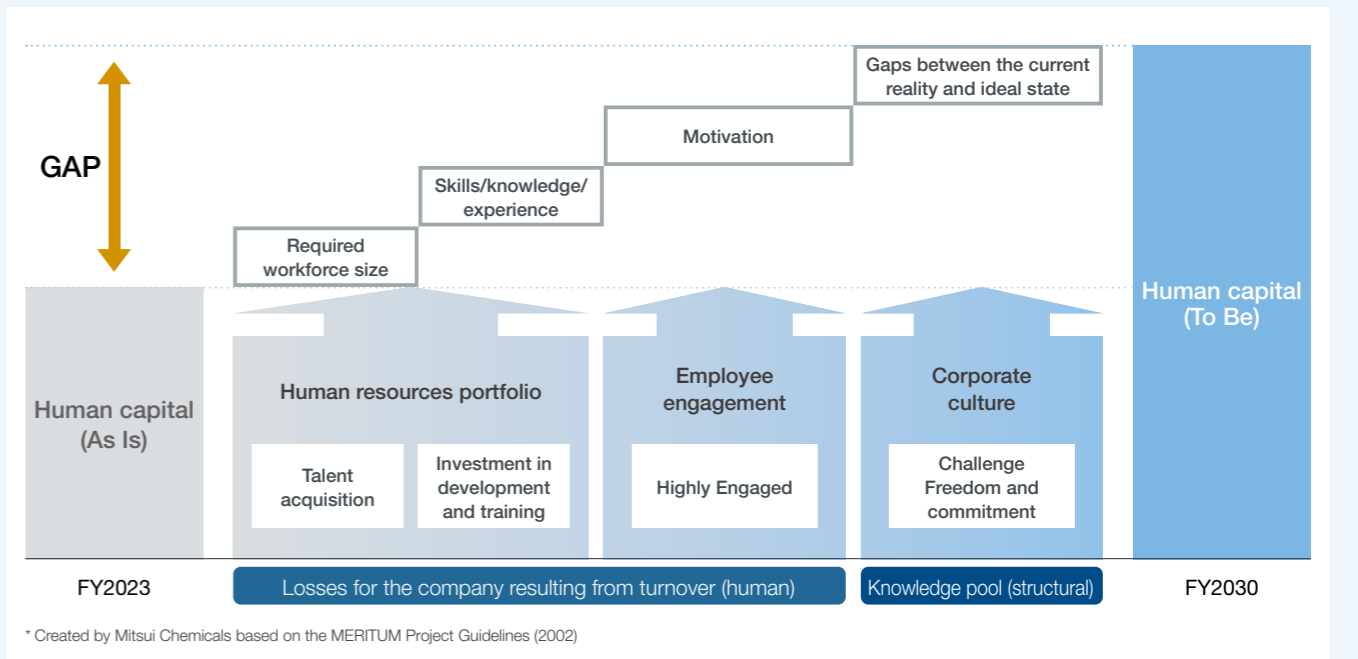 GAP
Gaps between the current
reality and ideal state
Motivation
Skills/knowledge/
experience
Required
workforce size
Human capital
(As Is)
Human resources portfolio
Talent
acquisition
Investment in
development
and training
Employee
engagement
Highly Engaged
Corporate
culture
Challenge
Freedom and
commitment
Human capital
(To Be)
FY2023
Losses for the company resulting from turnover (human)
Knowledge pool (structural)
FY2030
* Created by Mitsui Chemicals based on the MERITUM Project Guidelines (2002)